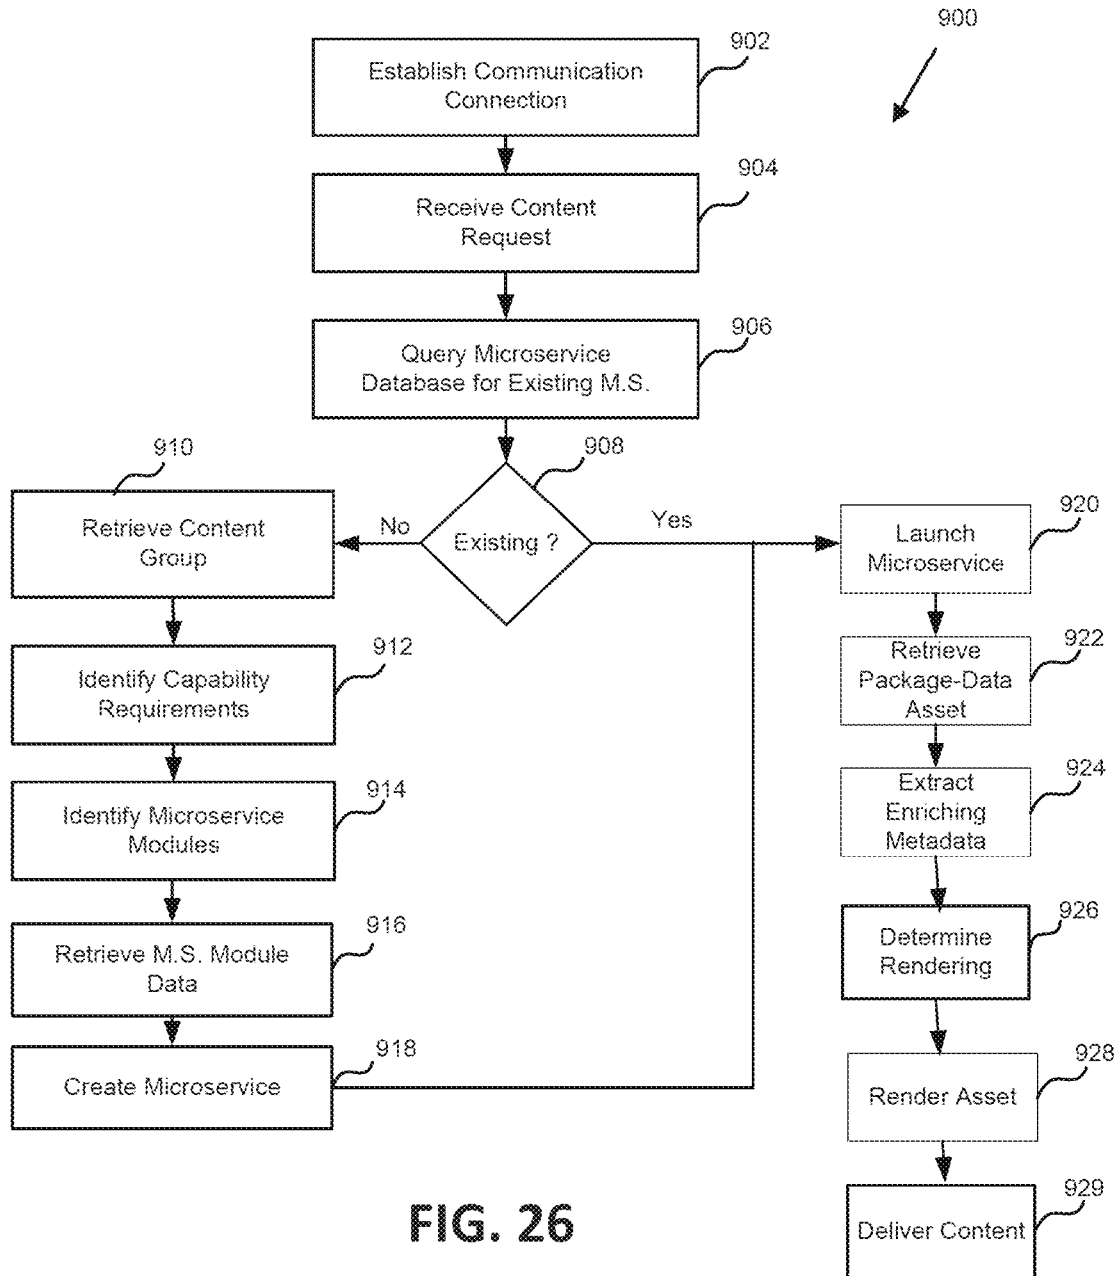 900
902
Establish Communication
Connection
904
Receive Content
Request
906
Query Microservice
Database for Existing M.S.
908
Existing ?
No
Yes
910
Retrieve Content
Group
912
Identify Capability
Requirements
914
Identify Microservice
Modules
916
Retrieve M.S. Module
Data
918
Create Microservice
920
Launch
Microservice
922
Retrieve
Package-Data
Asset
924
Extract
Enriching
Metadata
926
Determine
Rendering
928
Render Asset
929
Deliver Content
FIG. 26